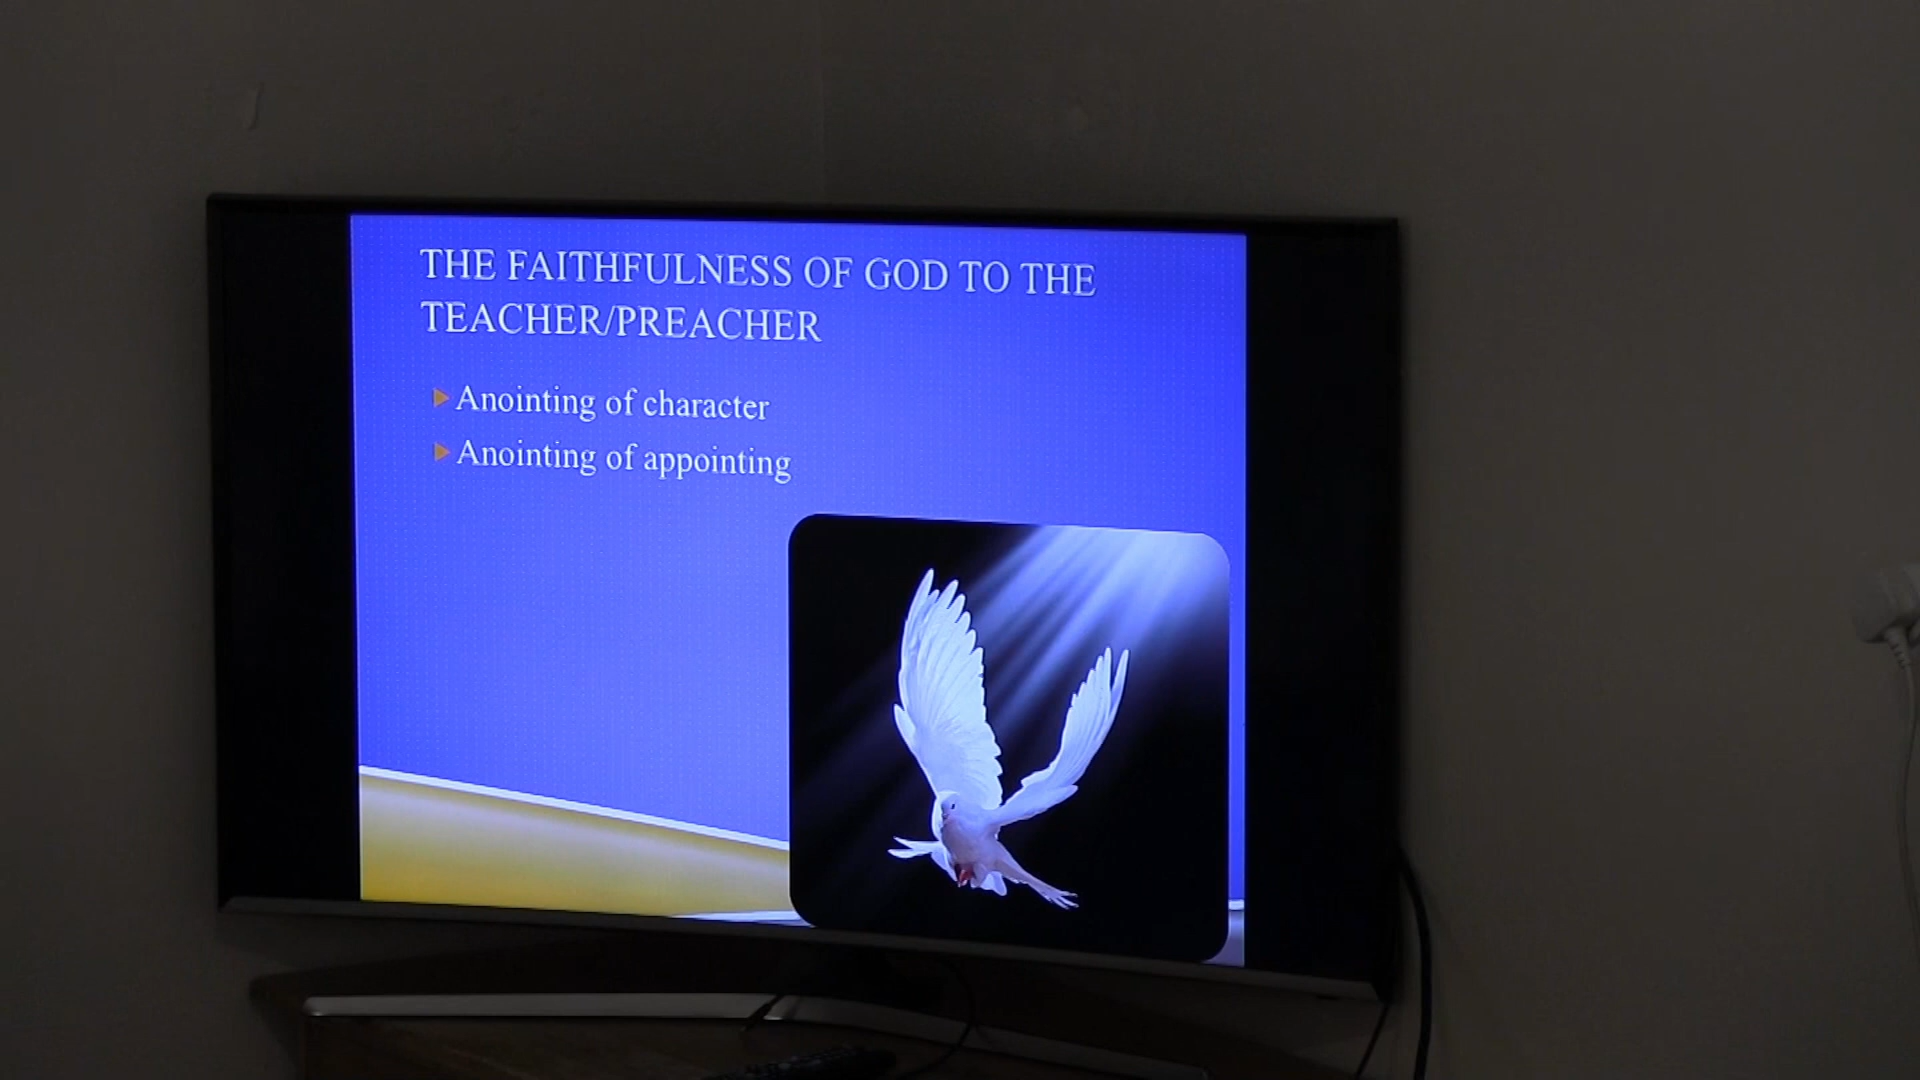 THE FAITHFULNESS OF GOD TO THE
TEACHER/PREACHER
Anointing of character
Anointing of appointing